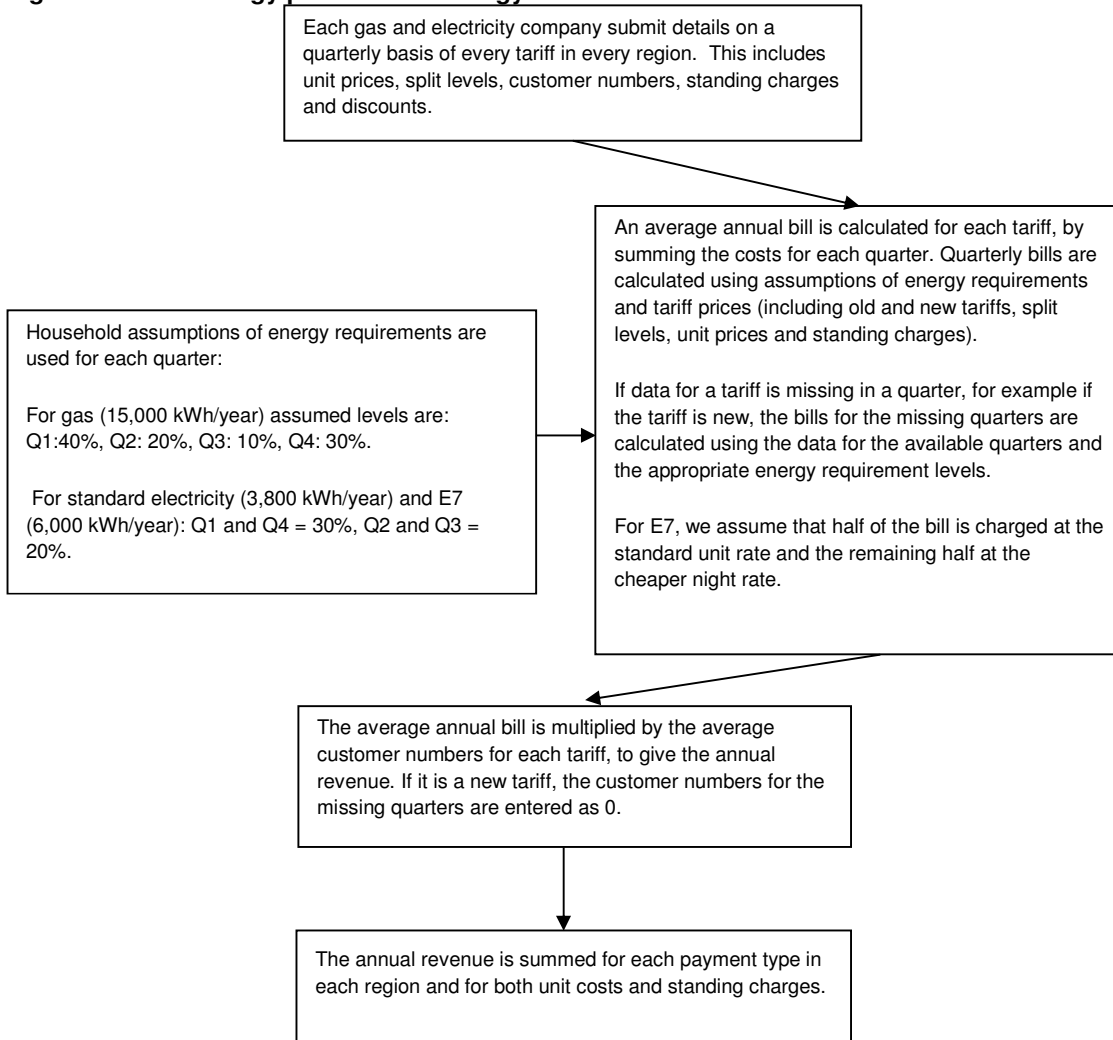 Each gas and electricity company submit details on a
quarterly basis of every tariff in every region.  This includes
unit prices, split levels, customer numbers, standing charges
and discounts.
An average annual bill is calculated for each tariff, by
summing the costs for each quarter. Quarterly bills are
calculated using assumptions of energy requirements
and tariff prices (including old and new tariffs, split
levels, unit prices and standing charges).
If data for a tariff is missing in a quarter, for example if
the tariff is new, the bills for the missing quarters are
calculated using the data for the available quarters and
the appropriate energy requirement levels.
For E7, we assume that half of the bill is charged at the
standard unit rate and the remaining half at the
cheaper night rate.
Household assumptions of energy requirements are
used for each quarter:
For gas (15,000 kWh/year) assumed levels are:
Q1:40%, Q2: 20%, Q3: 10%, Q4: 30%.
For standard electricity (3,800 kWh/year) and E7
(6,000 kWh/year): Q1 and Q4 = 30%, Q2 and Q3 =
20%.
The average annual bill is multiplied by the average
customer numbers for each tariff, to give the annual
revenue. If it is a new tariff, the customer numbers for the
missing quarters are entered as 0.
The annual revenue is summed for each payment type in
each region and for both unit costs and standing charges.